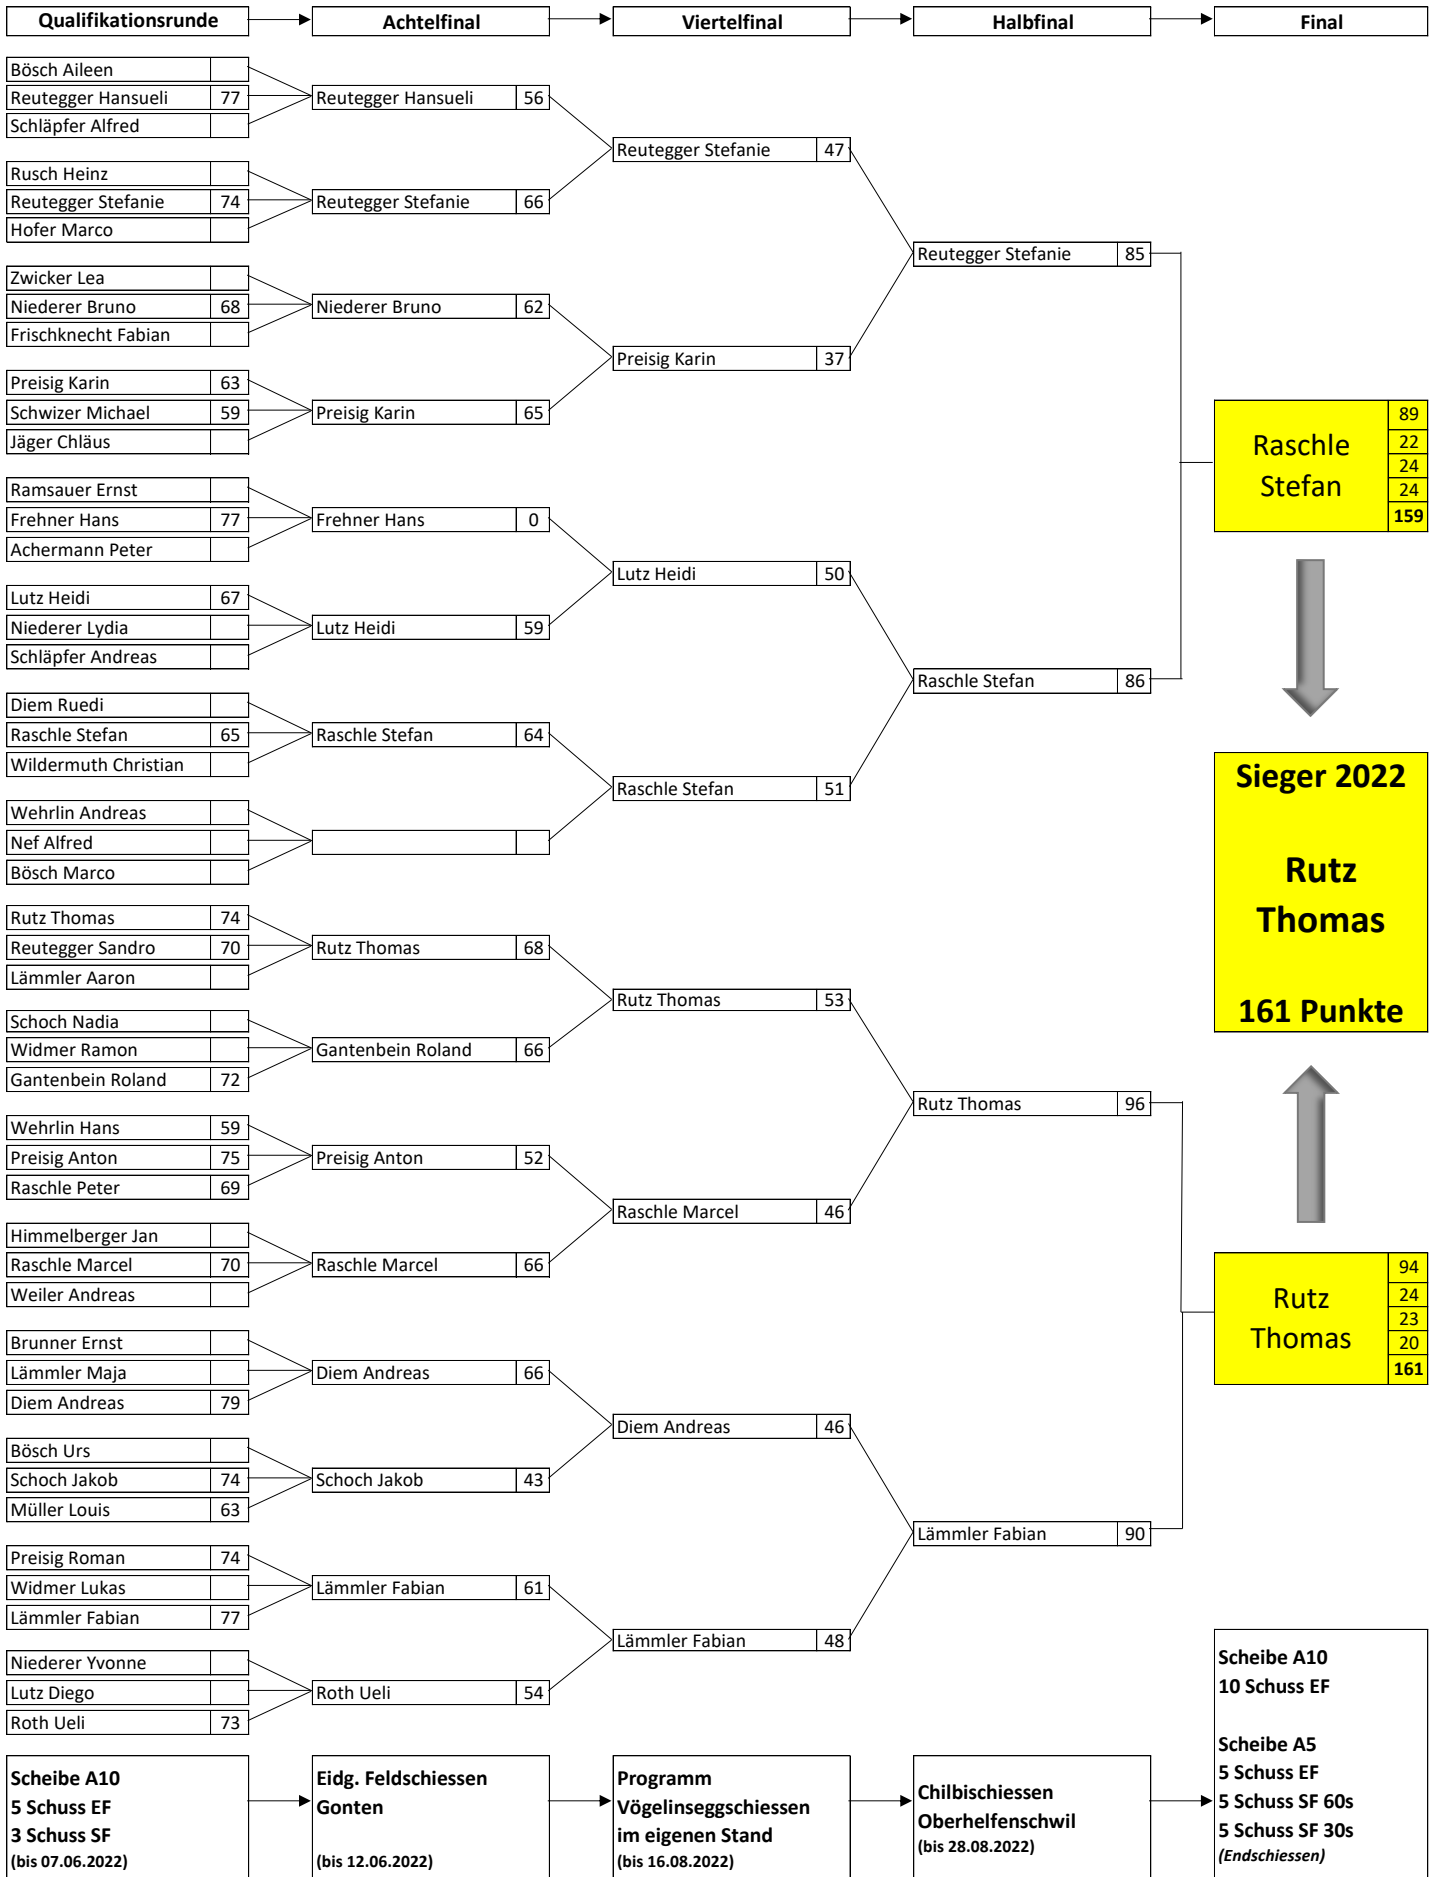 Qualifikationsrunde
Achtelfinal
Viertelfinal
Halbfinal
Final
Bösch Aileen
Reutegger Hansueli 77
Schläpfer Alfred
Rusch Heinz
Reutegger Stefanie 74
Hofer Marco
Zwicker Lea
Niederer Bruno 68
Frischknecht Fabian
Preisig Karin 63
Schwizer Michael 59
Jäger Chläus
Ramsauer Ernst
Frehner Hans 77
Achermann Peter
Lutz Heidi 67
Niederer Lydia
Schläpfer Andreas
Diem Ruedi
Raschle Stefan 65
Wildermuth Christian
Wehrlin Andreas
Nef Alfred
Bösch Marco
Rutz Thomas 74
Reutegger Sandro 70
Lämmler Aaron
Schoch Nadia
Widmer Ramon
Gantenbein Roland 72
Wehrlin Hans 59
Preisig Anton 75
Raschle Peter 69
Himmelberger Jan
Raschle Marcel 70
Weiler Andreas
Brunner Ernst
Lämmler Maja
Diem Andreas 79
Bösch Urs
Schoch Jakob 74
Müller Louis 63
Preisig Roman 74
Widmer Lukas
Lämmler Fabian 77
Niederer Yvonne
Lutz Diego
Roth Ueli 73
Scheibe A10
5 Schuss EF
3 Schuss SF
(bis 07.06.2022)
Reutegger Hansueli 56
Reutegger Stefanie 66
Niederer Bruno 62
Preisig Karin 65
Frehner Hans 0
Lutz Heidi 59
Raschle Stefan 64
Rutz Thomas 68
Gantenbein Roland 66
Preisig Anton 52
Raschle Marcel 66
Diem Andreas 66
Schoch Jakob 43
Lämmler Fabian 61
Roth Ueli 54
Eidg. Feldschiessen
Gonten
(bis 12.06.2022)
Reutegger Stefanie 47
Preisig Karin 37
Lutz Heidi 50
Raschle Stefan 51
Rutz Thomas 53
Raschle Marcel 46
Diem Andreas 46
Lämmler Fabian 48
Programm
Vögelinseggschiessen
im eigenen Stand
(bis 16.08.2022)
Reutegger Stefanie 85
Raschle Stefan 86
Rutz Thomas 96
Lämmler Fabian 90
Chilbischiessen
Oberhelfenschwil
(bis 28.08.2022)
Raschle
Stefan
89
22
24
24
159
Sieger 2022
Rutz
Thomas
161 Punkte
Rutz
Thomas
94
24
23
20
161
Scheibe A10
10 Schuss EF
Scheibe A5
5 Schuss EF
5 Schuss SF 60s
5 Schuss SF 30s
(Endschiessen)